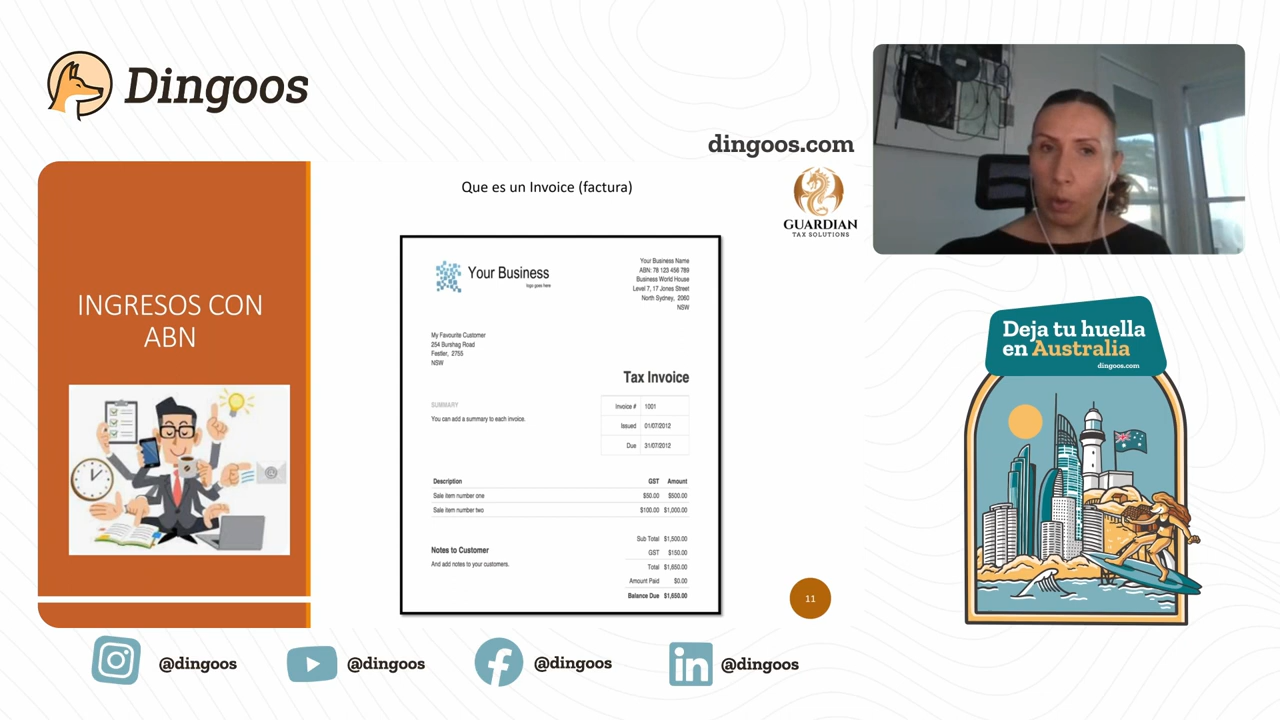 Dingoos
dingoos.com
GUARDIAN
TAX SOLUTIONS
INGRESOS CON
ABN
Que es un Invoice (factura)
Your Business
logo goes here
Your Business Name
ABN: 78 123 456 789
Business World House
Level 7, 17 Jones Street
North Sydney, 2060
NSW
My Favourite Customer
254 Burshag Road
Festler, 2755
NSW
Tax Invoice
SUMMARY
You can add a summary to each invoice.
Invoice # 1001
Issued 01/07/2012
Due 31/07/2012
Description GST Amount
Sale item number one $50.00 $500.00
Sale item number two $100.00 $1,000.00
Sub Total $1,500.00
GST $150.00
Total $1,650.00
Amount Paid $0.00
Balance Due $1,650.00
Notes to Customer
And add notes to your customers.
11
Deja tu huella
en Australia
dingoos.com
@dingoos
@dingoos
@dingoos
@dingoos